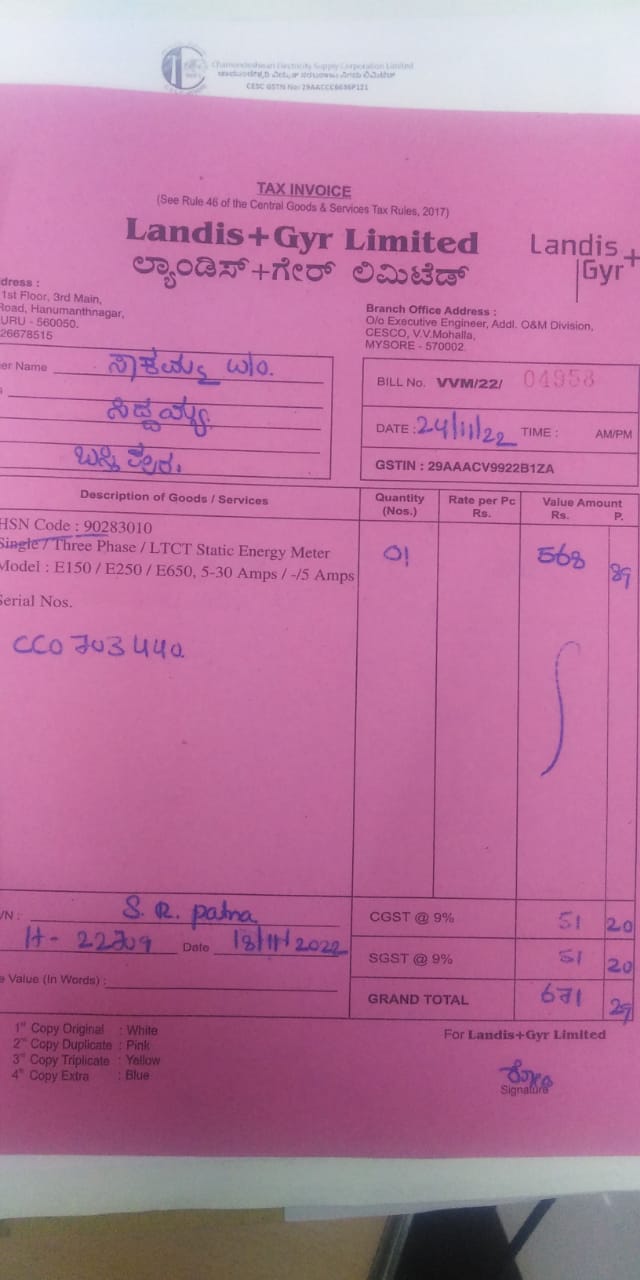 Chamundeshwari Electricity Supply Corporation Limited
ಚಾಮುಂಡೇಶ್ವರಿ ವಿದ್ಯುತ್ ಸರಬರಾಜು ನಿಗಮ ಲಿಮಿಟೆಡ್
CESC GSTN No:
TAX INVOICE
(See Rule 46 of the Central Goods & Services Tax Rules, 2017)
Landis+Gyr Limited
ಲ್ಯಾಂಡಿಸ್+ಗೇರ್ ಲಿಮಿಟೆಡ್
Landis+
Gyr
dress :
1st Floor, 3rd Main,
Road, Hanumanthnagar,
URU - 560050.
26678515
Branch Office Address :
O/o Executive Engineer, Addl. O&M Division,
CESCO, V.V.Mohalla,
MYSORE - 570002.
er Name ಸಾಕಮ್ಮ w/o.
ಸಿದ್ದಯ್ಯ
BILL No. VVM/22/ 04958
DATE : 24/11/22 TIME : AM/PM
GSTIN : 29AAACV9922B1ZA
Description of Goods / Services Quantity (Nos.) Rate per Pc Rs. Value Amount Rs. P.
HSN Code : 90283010
Single / Three Phase / LTCT Static Energy Meter 01 568 89
Model : E150 / E250 / E650, 5-30 Amps / -/5 Amps
Serial Nos.
CC0703440
/N : S. R. Patna
22709 Date 18/11/2022
e Value (In Words) :
CGST @ 9% 51 20
SGST @ 9% 51 20
GRAND TOTAL 671 29
1st Copy Original : White
2nd Copy Duplicate : Pink
3rd Copy Triplicate : Yellow
4th Copy Extra : Blue
For Landis+Gyr Limited
Signature